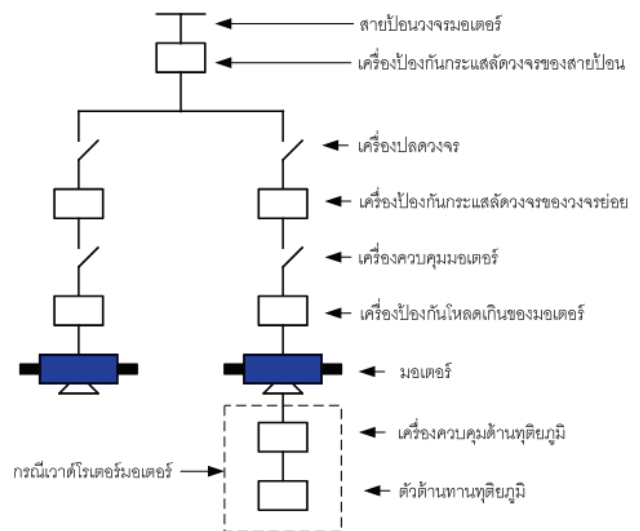 สายป้อนวงจรมอเตอร์
เครื่องป้องกันกระแสลัดวงจรของสายป้อน
เครื่องปลดวงจร
เครื่องป้องกันกระแสลัดวงจรของวงจรย่อย
เครื่องควบคุมมอเตอร์
เครื่องป้องกันโหลดเกินของมอเตอร์
มอเตอร์
เครื่องควบคุมด้านทุติยภูมิ
กรณีเวาด์โรเตอร์มอเตอร์
ตัวต้านทานทุติยภูมิ